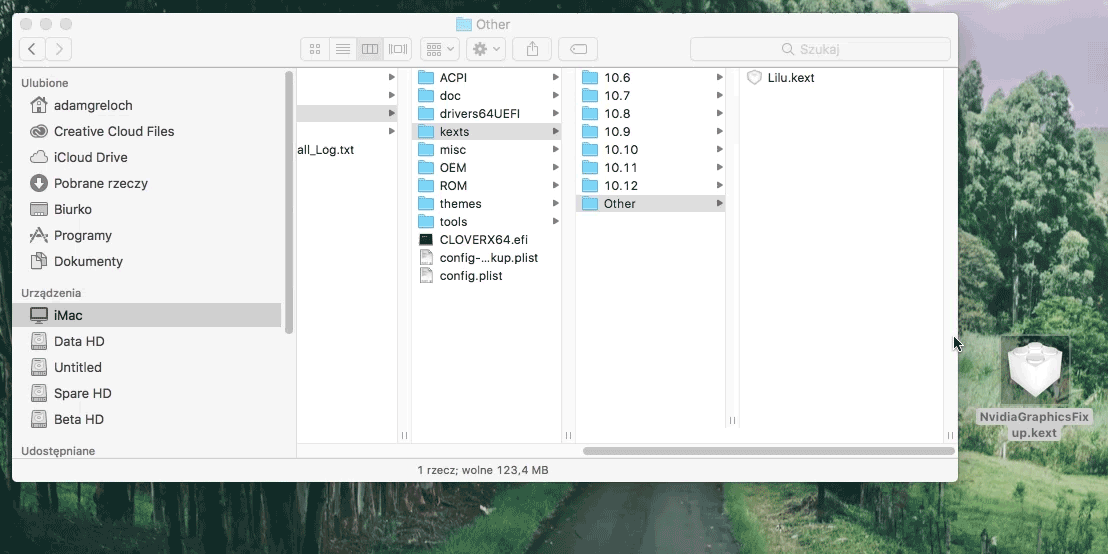 Other
Szukaj
Ulubione
adamgreloch
Creative Cloud Files
iCloud Drive
Pobrane rzeczy
Biurko
Programy
Dokumenty
Urządzenia
iMac
Data HD
Untitled
Spare HD
Beta HD
Udostępniane
all_Log.txt
ACPI
doc
drivers64UEFI
kexts
misc
OEM
ROM
themes
tools
CLOVERX64.efi
config-...kup.plist
config.plist
10.6
10.7
10.8
10.9
10.10
10.11
10.12
Other
Lilu.kext
1 rzecz; wolne 123,4 MB
NvidiaGraphicsFix
up.kext